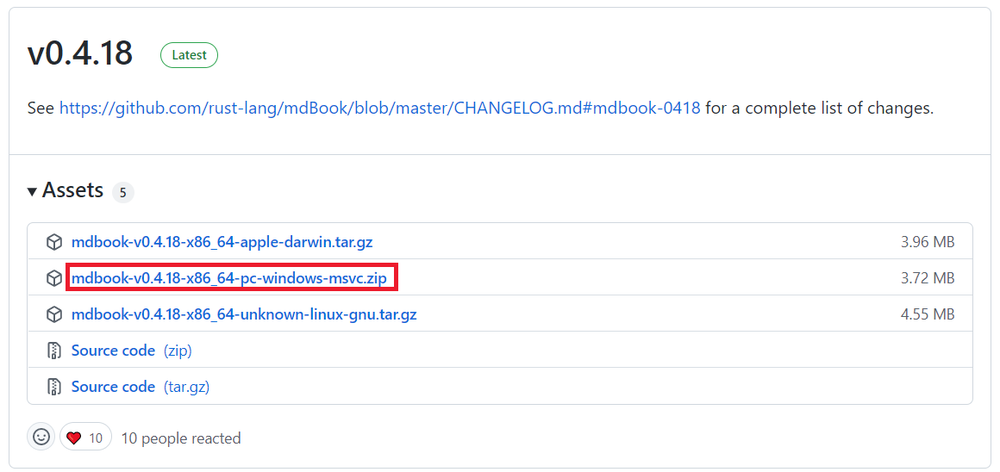 v0.4.18 Latest
See https://github.com/rust-lang/mdBook/blob/master/CHANGELOG.md#mdbook-0418 for a complete list of changes.
Assets 5
mdbook-v0.4.18-x86_64-apple-darwin.tar.gz 3.96 MB
mdbook-v0.4.18-x86_64-pc-windows-msvc.zip 3.72 MB
mdbook-v0.4.18-x86_64-unknown-linux-gnu.tar.gz 4.55 MB
Source code (zip)
Source code (tar.gz)
10 10 people reacted